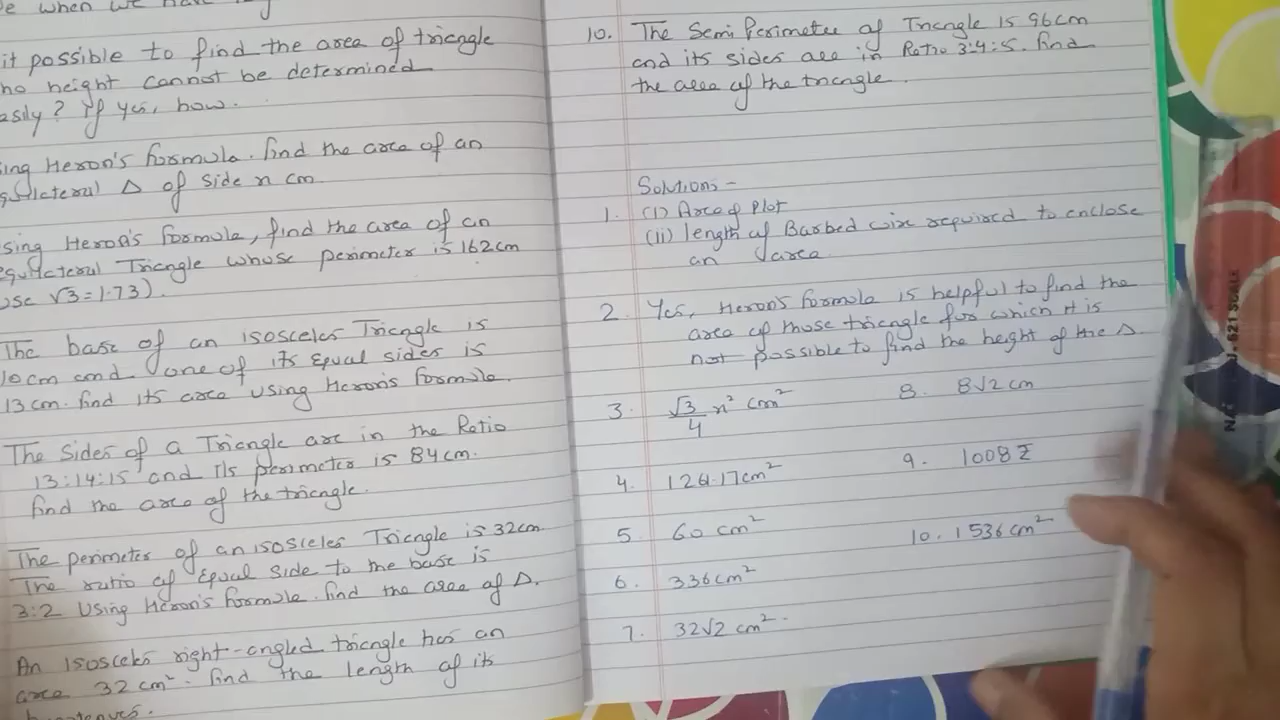 e when we have
it possible to find the area of triangle
no height cannot be determined
easily? If yes, how.
ing Heron's formula. find the area of an
quilateral Δ of side x cm
sing Heron's formula, find the area of an
equilateral Triangle whose perimeter is 162cm
use √3 = 1.73).
The base of an isosceles Triangle is
10cm and one of its equal sides is
13cm. find its area using Heron's formula.
The sides of a Triangle are in the Ratio
13:14:15 and its perimeter is 84cm.
find the area of the triangle.
The perimeter of an isosceles Triangle is 32cm
The ratio of Equal side to the base is
3:2 Using Heron's formula. find the area of Δ.
An isosceles right-angled triangle has an
area 32 cm². find the length of its
10. The Semi Perimeter of Triangle is 96cm
and its sides are in Ratio 3:4:5. find
the area of the triangle.
Solutions -
1. (i) Area of Plot
(ii) length of Barbed wire required to enclose
an area
2. Yes, Heron's formula is helpful to find the
area of those triangle for which it is
not possible to find the height of the Δ
3. √3/4 x² cm²
4. 1261.17cm²
5. 60 cm²
6. 336cm²
7. 32√2 cm².
8. 8√2 cm
9. 1008 ₹
10. 1536cm²